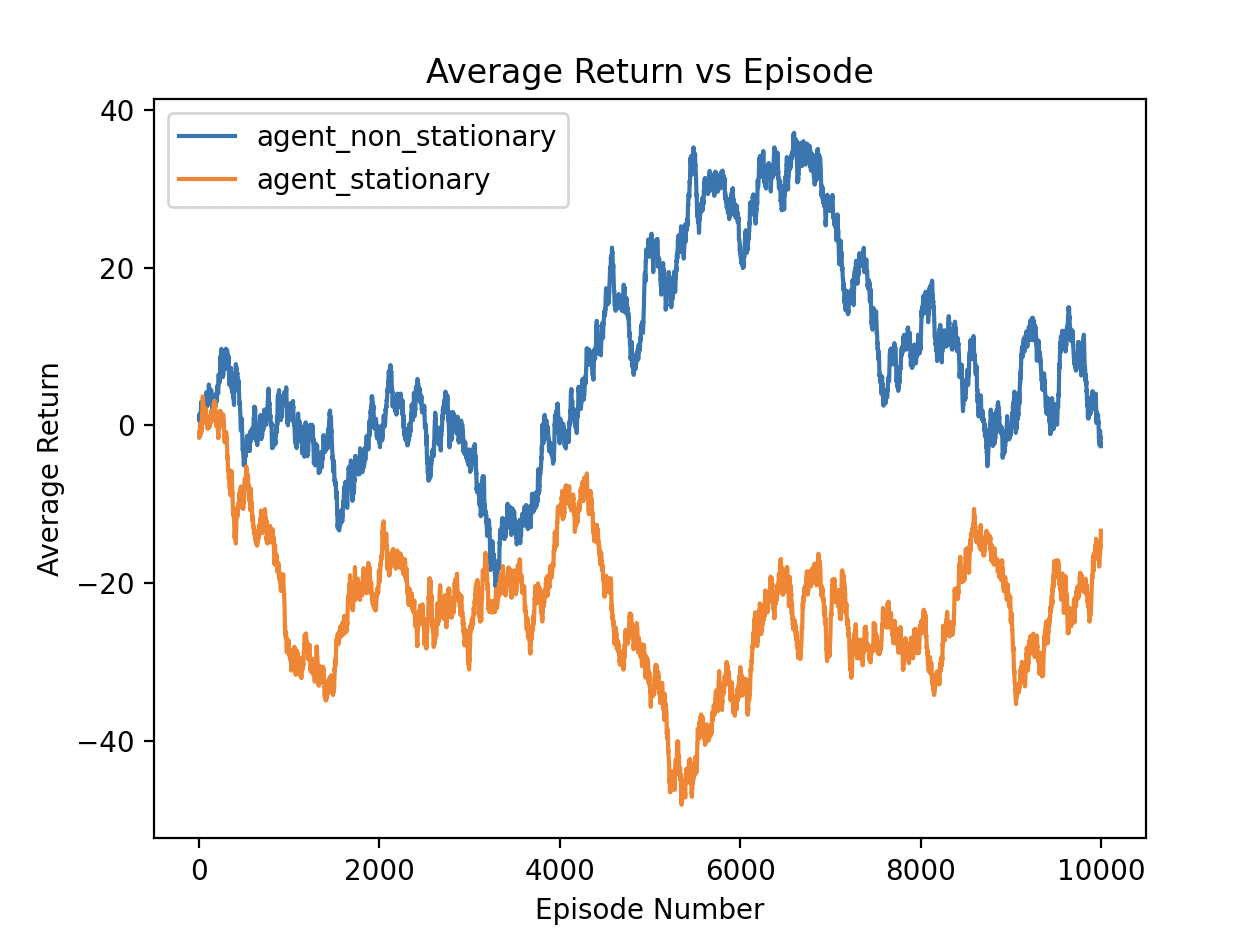 Average Return vs Episode
agent_non_stationary
agent_stationary
Average Return
40
20
0
−20
−40
0
2000
4000
6000
8000
10000
Episode Number